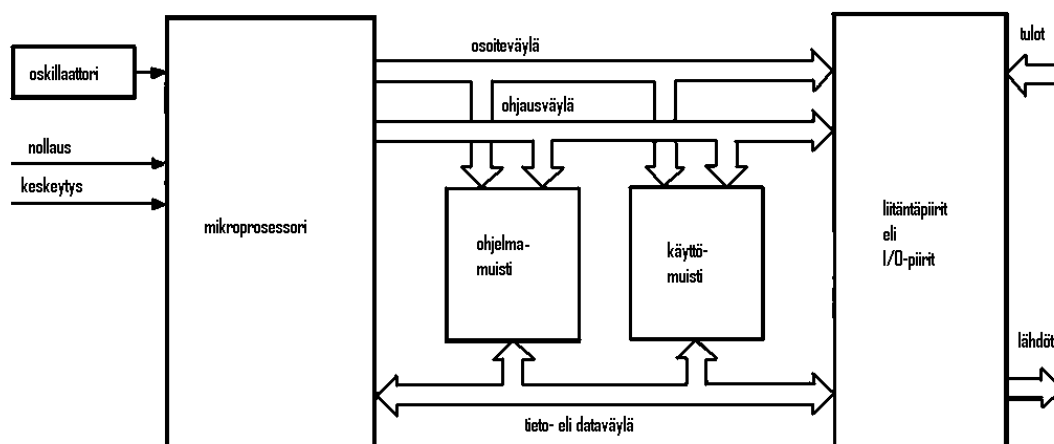 osoiteväylä
tulot
oskillaattori
ohjausväylä
nollaus
keskeytys
mikroprosessori
ohjelma-
muisti
käyttö-
muisti
liitäntäpiirit
eli
I/O-piirit
lähdöt
tieto- eli dataväylä